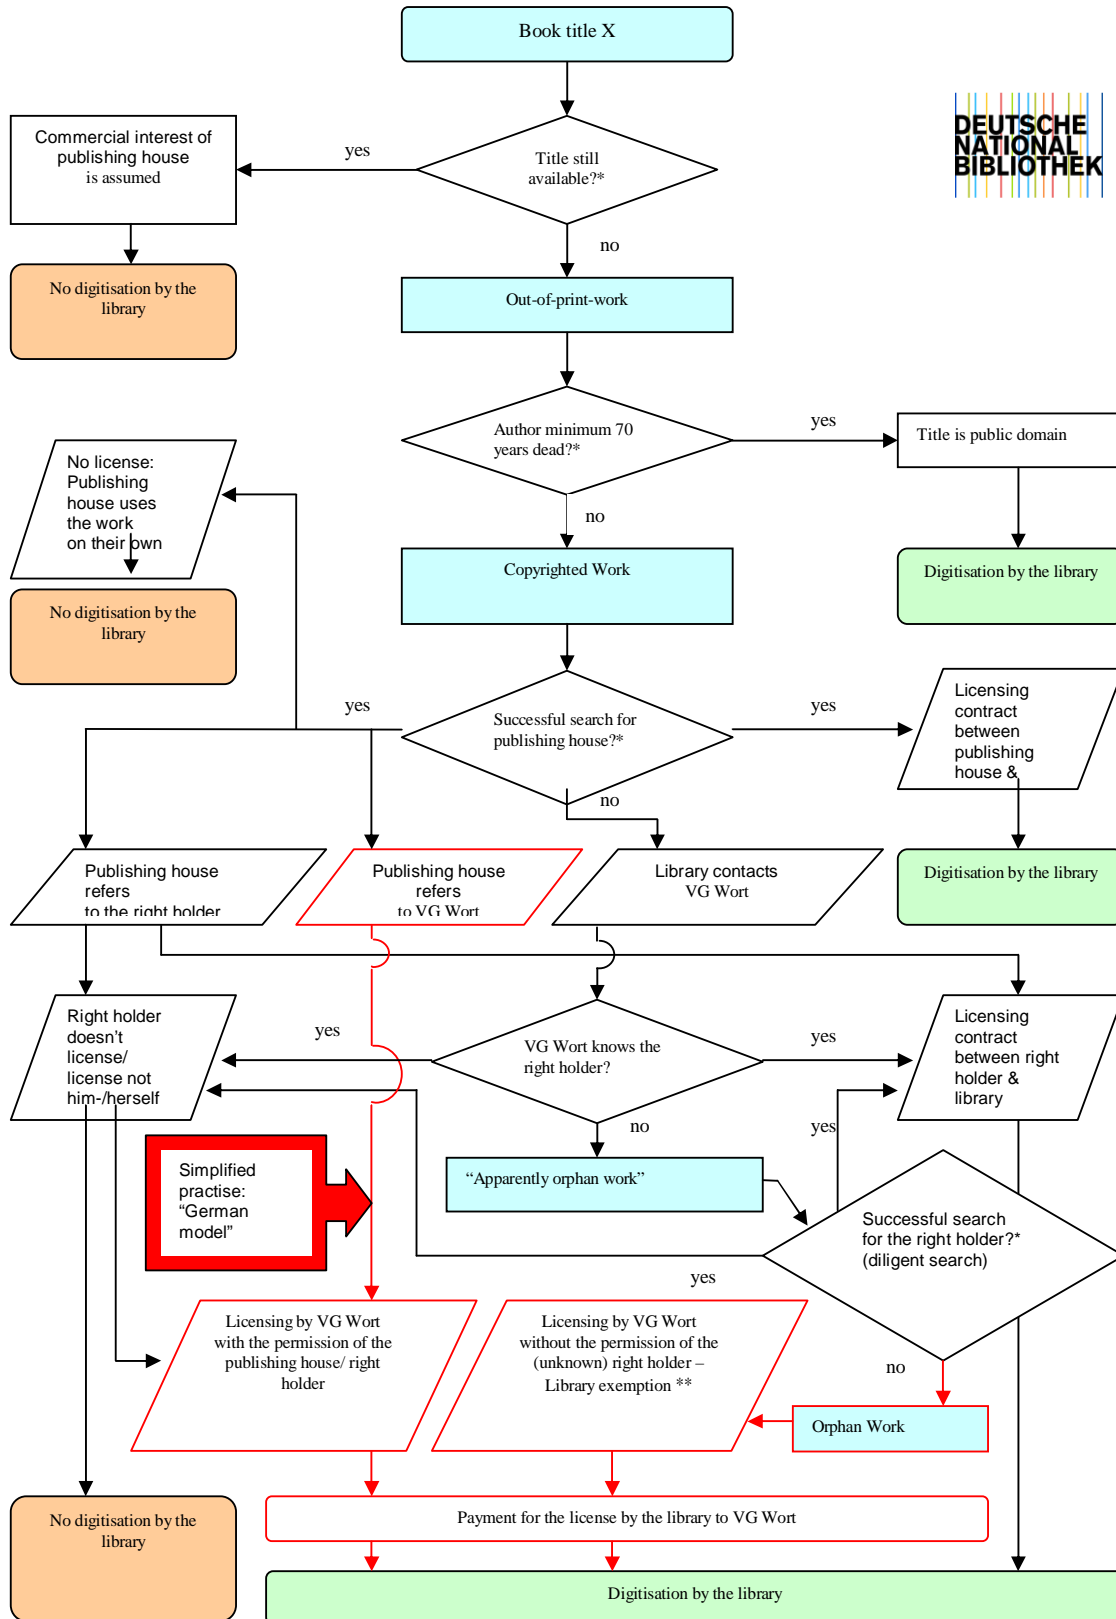 Book title X
DEUTSCHE
NATIONAL
BIBLIOTHEK
Commercial interest of
publishing house
is assumed
yes
Title still
available?*
no
No digitisation by the
library
Out-of-print-work
Author minimum 70
years dead?*
yes
Title is public domain
No license:
Publishing
house uses
the work
on their own
no
Copyrighted Work
Digitisation by the library
No digitisation by the
library
yes
Successful search for
publishing house?*
yes
Licensing
contract
between
publishing
house &
no
Publishing house
refers
to the right holder
Publishing house
refers
to VG Wort
Library contacts
VG Wort
Digitisation by the library
Right holder
doesn't
license/
license not
him-/herself
yes
VG Wort knows the
right holder?
yes
Licensing
contract
between right
holder &
library
no
yes
Simplified
practise:
“German
model”
“Apparently orphan work”
Successful search
for the right holder?*
(diligent search)
yes
Licensing by VG Wort
with the permission of the
publishing house/ right
holder
Licensing by VG Wort
without the permission of the
(unknown) right holder –
Library exemption **
no
Orphan Work
No digitisation by the
library
Payment for the license by the library to VG Wort
Digitisation by the library